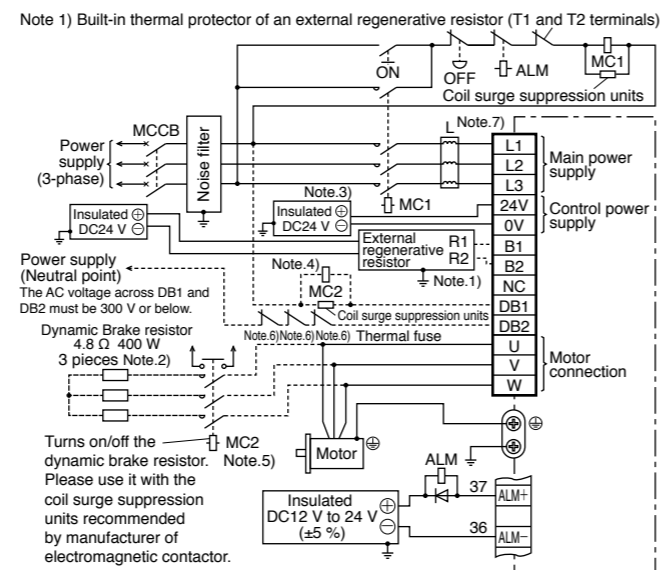 Note 1) Built-in thermal protector of an external regenerative resistor (T1 and T2 terminals)
ON
OFF
ALM
MC1
Coil surge suppression units
MCCB
Power supply
(3-phase)
Noise filter
L
Note.7)
L1
L2
L3
Main power
supply
MC1
Note.3)
Insulated ⊕
DC24 V ⊖
Insulated ⊕
DC24 V ⊖
24V
0V
Control power
supply
External
regenerative
resistor
R1
R2
B1
B2
Note.1)
NC
Power supply
(Neutral point)
The AC voltage across DB1 and
DB2 must be 300 V or below.
Note.4)
MC2
Coil surge suppression units
DB1
DB2
Note.6)Note.6)Note.6)
Thermal fuse
Dynamic Brake resistor
4.8 Ω 400 W
3 pieces Note.2)
U
V
W
Motor
connection
Turns on/off the
dynamic brake resistor.
Please use it with the
coil surge suppression
units recommended
by manufacturer of
electromagnetic contactor.
MC2
Note.5)
Motor
ALM
Insulated
DC12 V to 24 V
(±5 %)
⊕
⊖
37
ALM+
36
ALM−